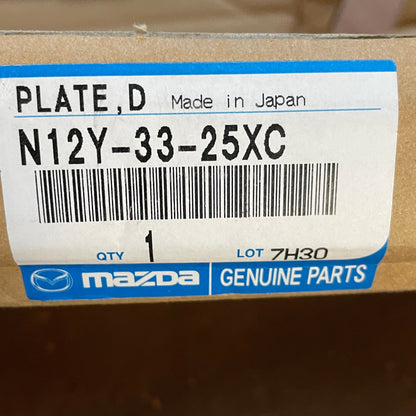 PLATE,D Made in Japan
N12Y-33-25XC
QTY 1 LOT 7H30
mazda GENUINE PARTS